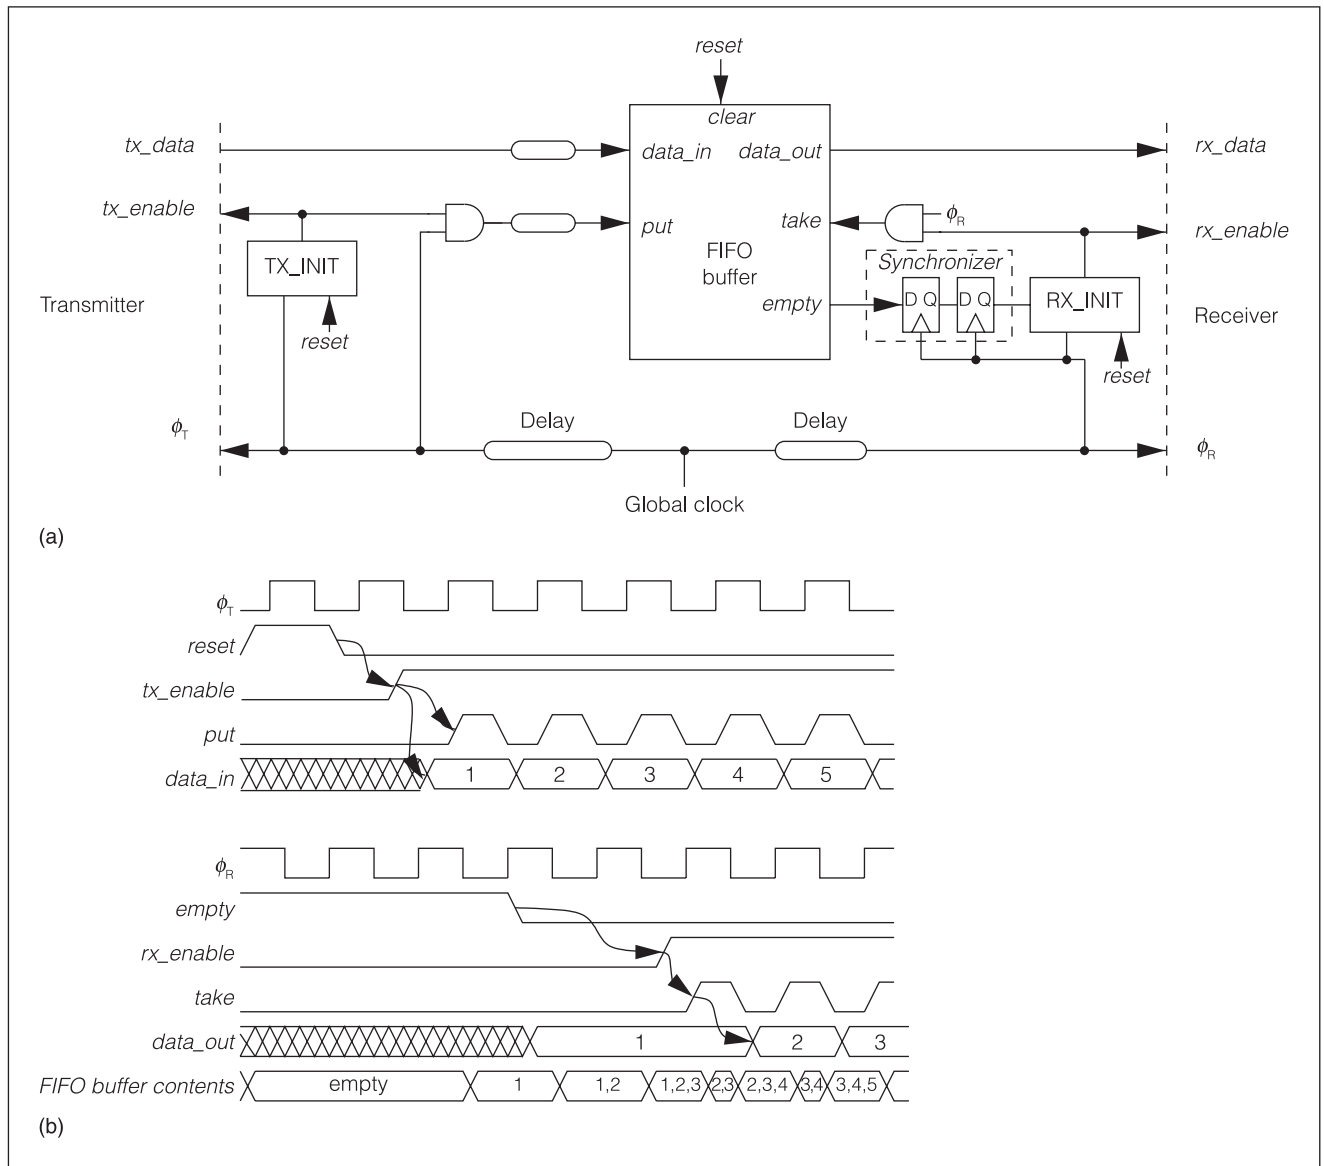 reset
clear
tx_data
data_in
data_out
rx_data
tx_enable
put
take
ϕR
rx_enable
TX_INIT
FIFO
buffer
Synchronizer
Transmitter
empty
D Q
D Q
RX_INIT
Receiver
reset
reset
ϕT
Delay
Delay
ϕR
Global clock
(a)
ϕT
reset
tx_enable
put
data_in
1
2
3
4
5
ϕR
empty
rx_enable
take
data_out
1
2
3
FIFO buffer contents
empty
1
1,2
1,2,3
2,3
2,3,4
3,4
3,4,5
(b)